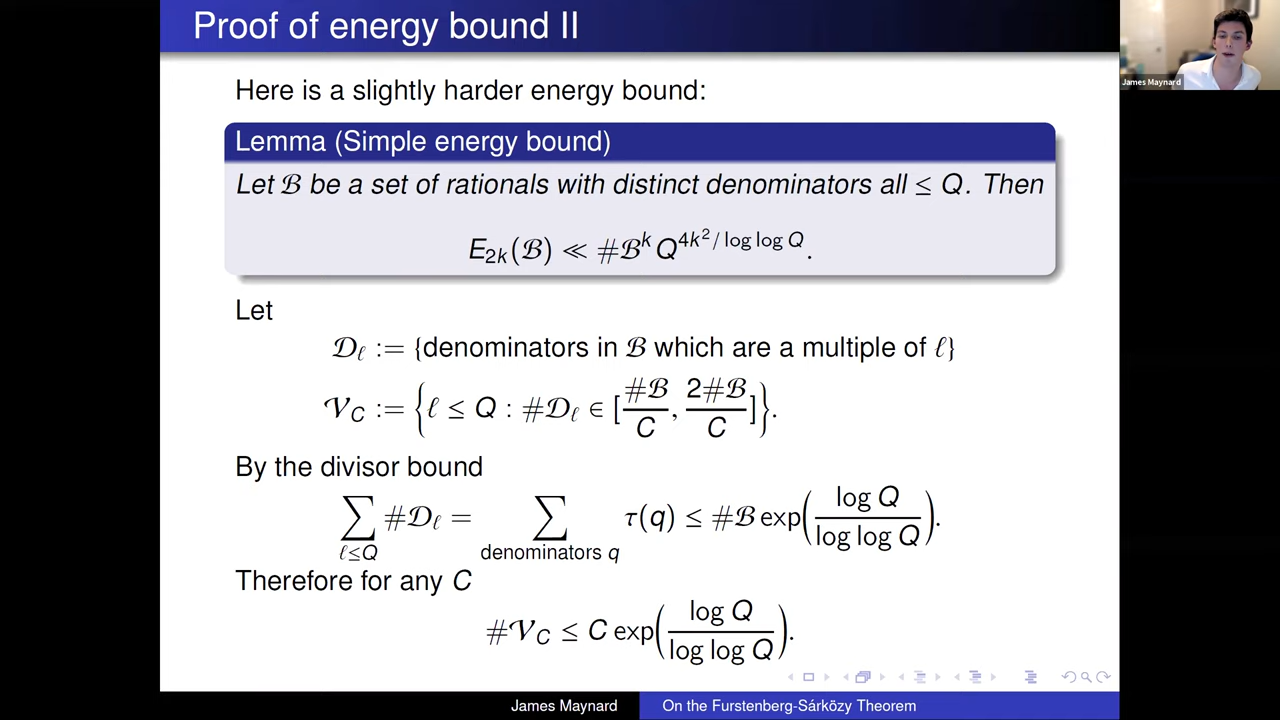 Proof of energy bound II
James Maynard
Here is a slightly harder energy bound:
Lemma (Simple energy bound)
Let ℬ be a set of rationals with distinct denominators all ≤ Q. Then
E_{2k}(ℬ) ≪ #ℬ^k Q^{4k^2/ log log Q}.
Let
𝒟_ℓ := {denominators in ℬ which are a multiple of ℓ}
𝒱_C := {ℓ ≤ Q : #𝒟_ℓ ∈ [#ℬ/C, 2#ℬ/C]}.
By the divisor bound
∑_{ℓ≤Q} #𝒟_ℓ = ∑_{denominators q} τ(q) ≤ #ℬ exp(log Q/log log Q).
Therefore for any C
#𝒱_C ≤ C exp(log Q/log log Q).
James Maynard On the Furstenberg-Sárközy Theorem